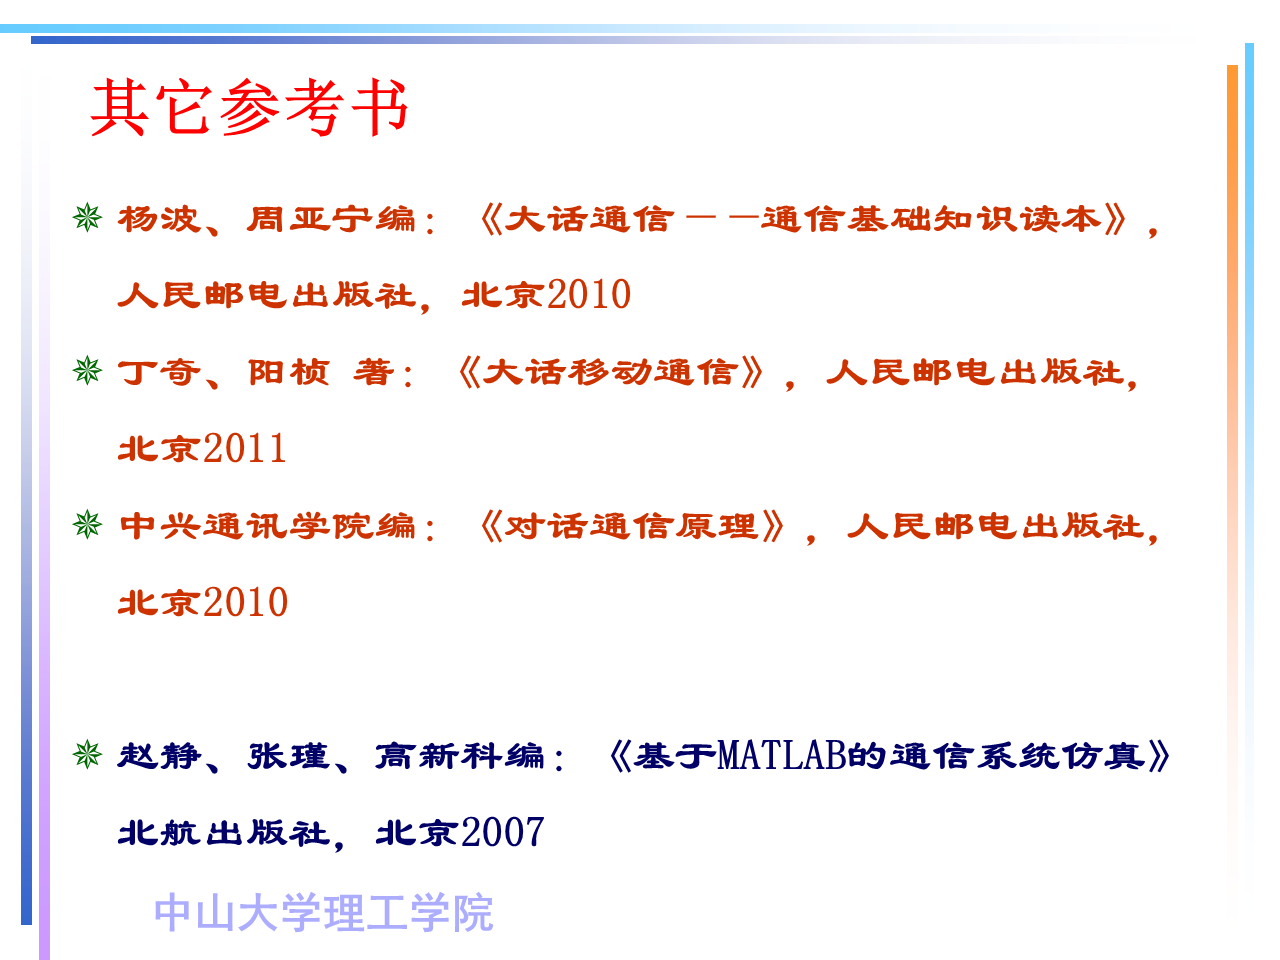 其它参考书
杨波、周亚宁编：《大话通信－－通信基础知识读本》，
人民邮电出版社，北京2010
丁奇、阳桢 著：《大话移动通信》，人民邮电出版社，
北京2011
中兴通讯学院编：《对话通信原理》，人民邮电出版社，
北京2010
赵静、张瑾、高新科编：《基于MATLAB的通信系统仿真》
北航出版社，北京2007
中山大学理工学院